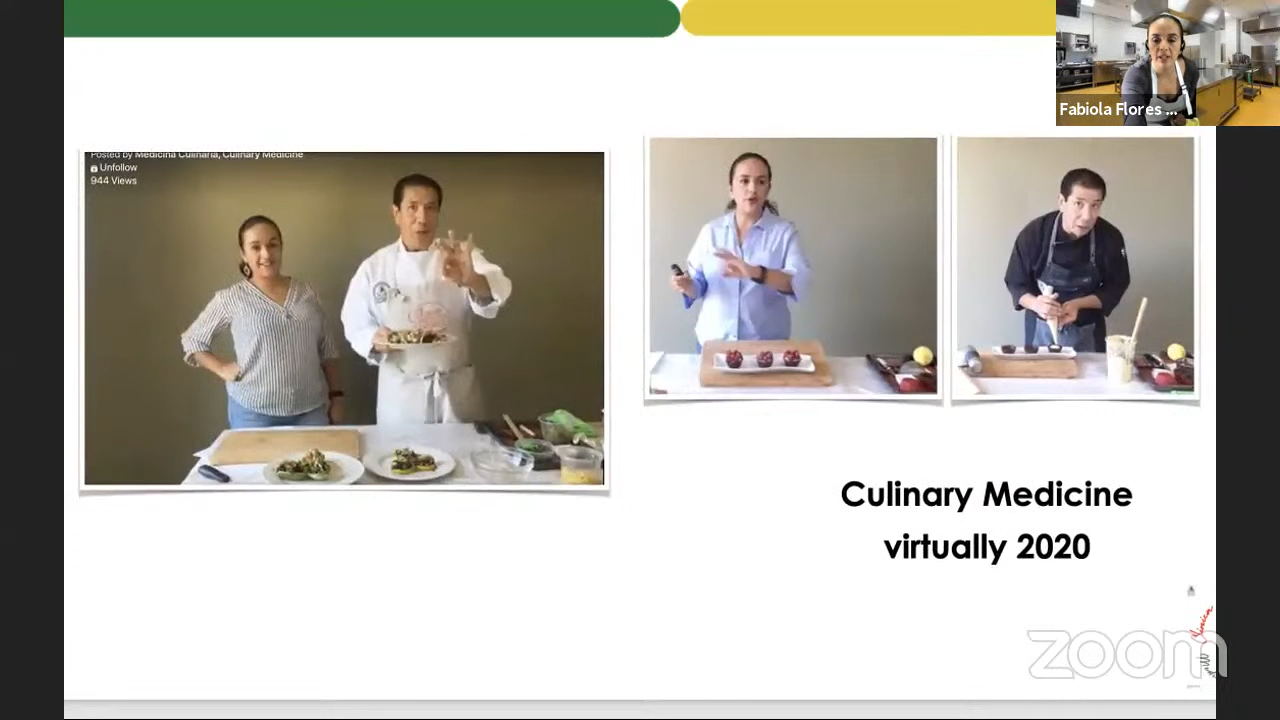 Fabiola Flores ...
Posted by Medicina Culinaria, Culinary Medicine
Unfollow
944 Views
Culinary Medicine
virtually 2020
zoom